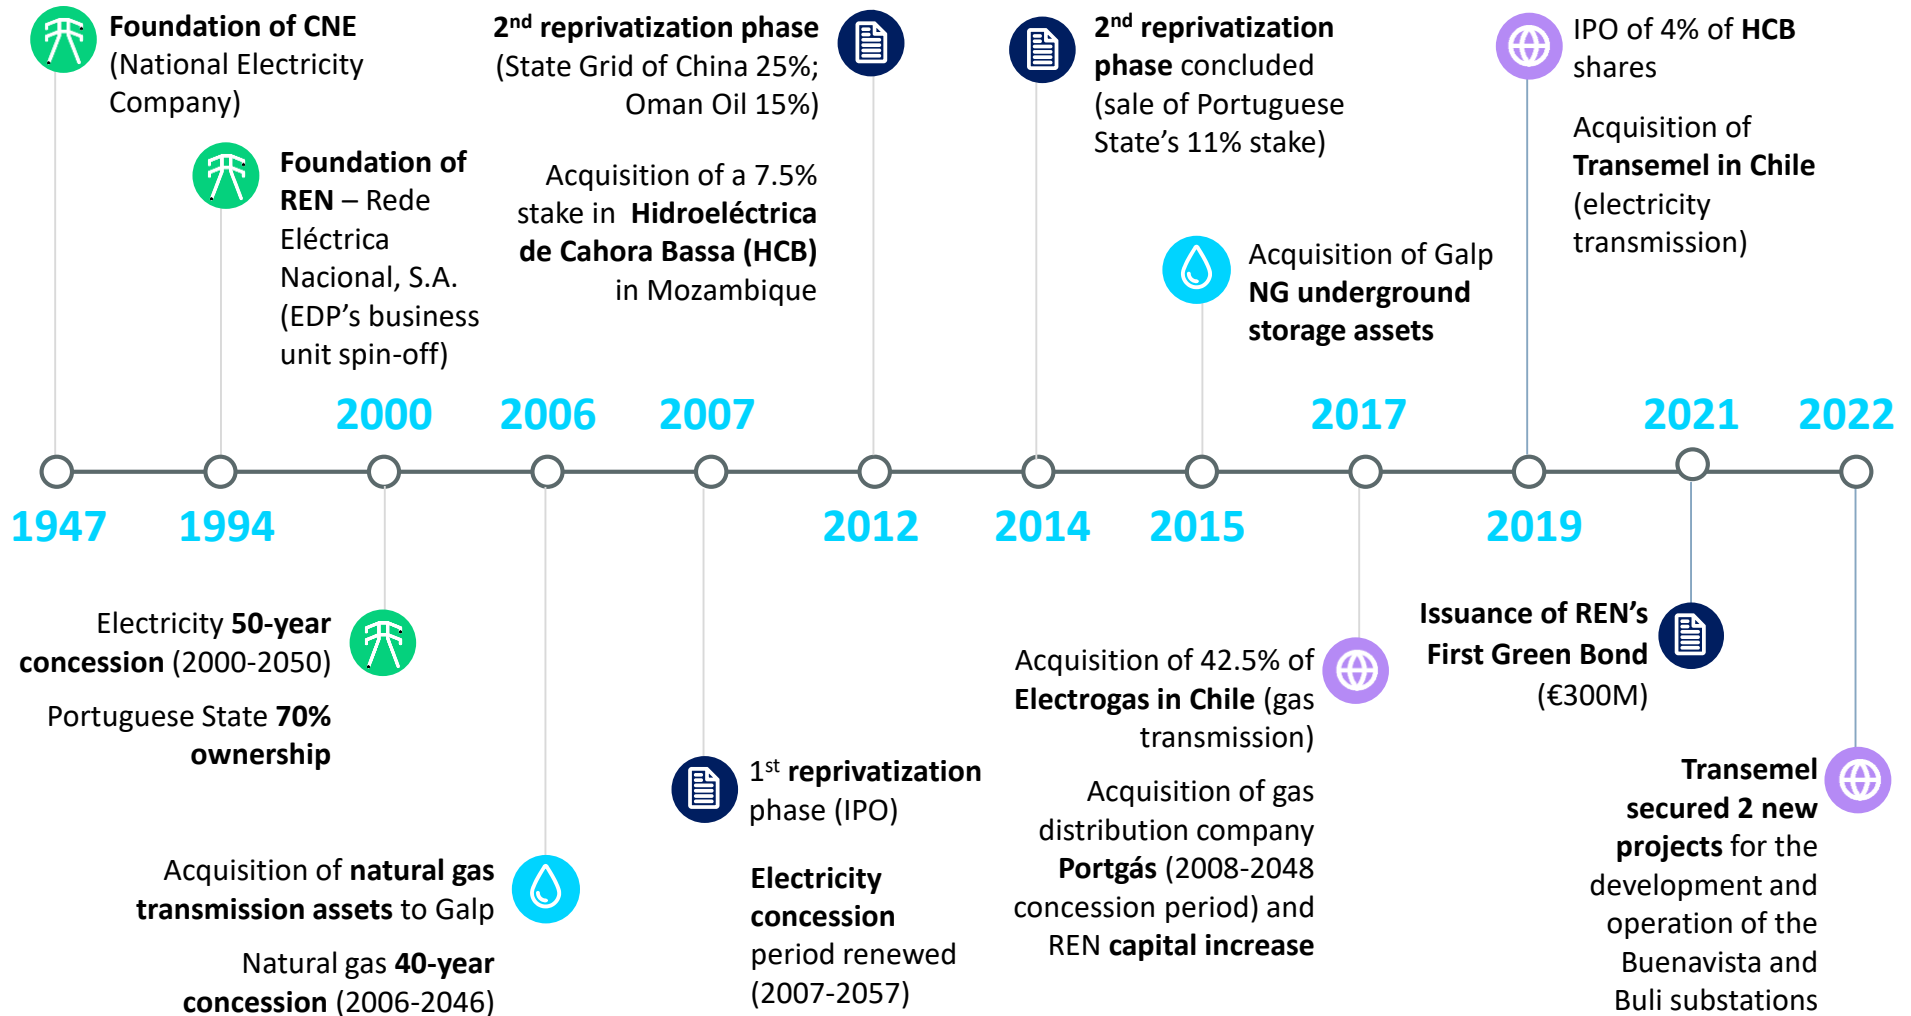 Foundation of CNE
(National Electricity
Company)
Foundation of
REN – Rede
Eléctrica
Nacional, S.A.
(EDP's business
unit spin-off)
2nd reprivatization phase
(State Grid of China 25%;
Oman Oil 15%)
Acquisition of a 7.5%
stake in Hidroeléctrica
de Cahora Bassa (HCB)
in Mozambique
2nd reprivatization
phase concluded
(sale of Portuguese
State's 11% stake)
Acquisition of Galp
NG underground
storage assets
IPO of 4% of HCB
shares
Acquisition of
Transemel in Chile
(electricity
transmission)
2000
2006
2007
2017
2021
2022
1947
1994
2012
2014
2015
2019
Electricity 50-year
concession (2000-2050)
Portuguese State 70%
ownership
Acquisition of natural gas
transmission assets to Galp
Natural gas 40-year
concession (2006-2046)
1st reprivatization
phase (IPO)
Electricity
concession
period renewed
(2007-2057)
Acquisition of 42.5% of
Electrogas in Chile (gas
transmission)
Acquisition of gas
distribution company
Portgás (2008-2048
concession period) and
REN capital increase
Issuance of REN's
First Green Bond
(€300M)
Transemel
secured 2 new
projects for the
development and
operation of the
Buenavista and
Buli substations